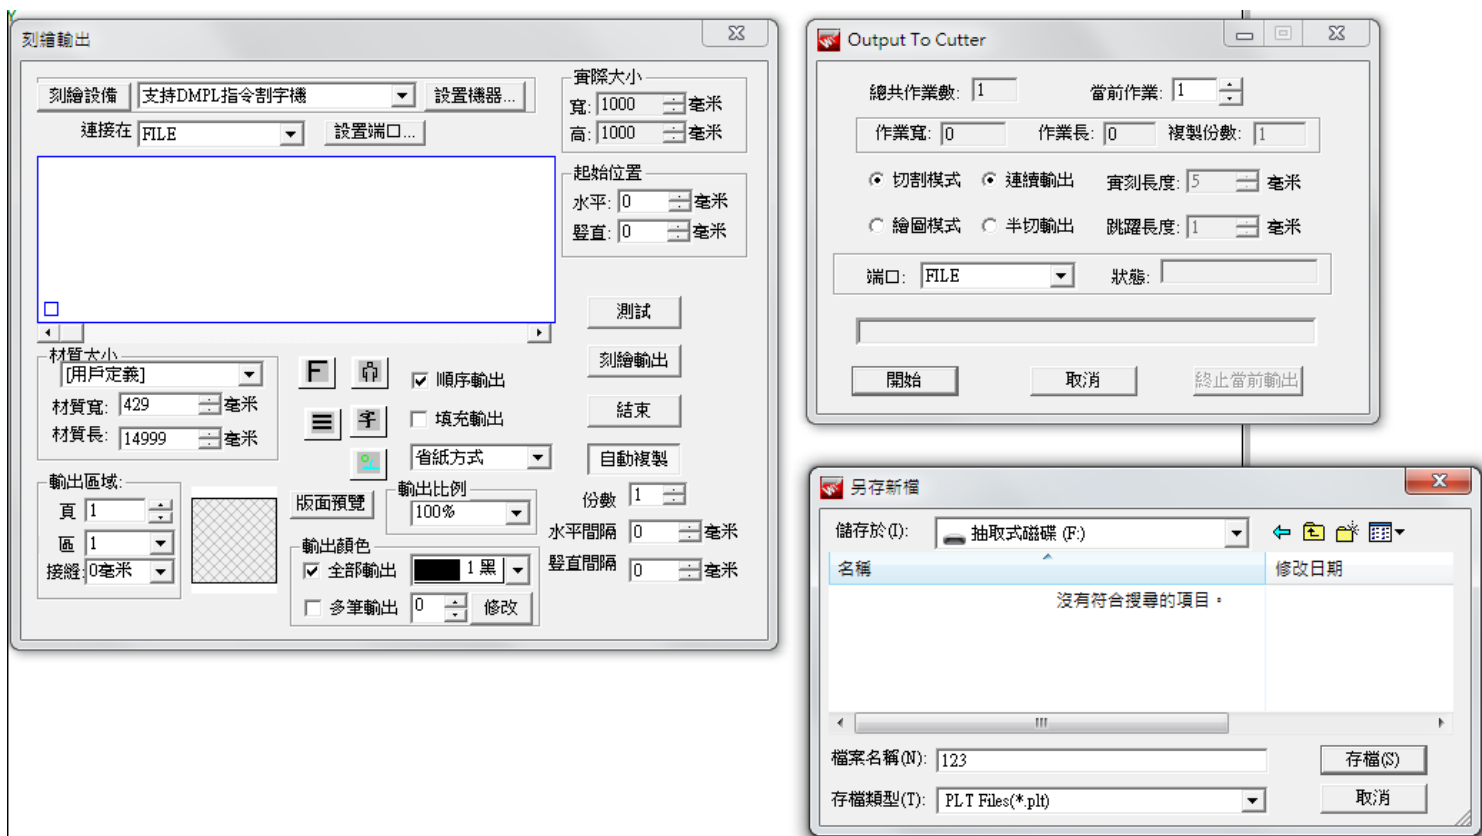 刻繪輸出
刻繪設備 支持DMPL指令割字機 設置機器...
連接在 FILE 設置端口...
實際大小
寬: 1000 毫米
高: 1000 毫米
起始位置
水平: 0 毫米
豎直: 0 毫米
測試
刻繪輸出
結束
自動複製
份數 1
水平間隔 0 毫米
豎直間隔 0 毫米
材質大小
[用戶定義]
材質寬: 429 毫米
材質長: 14999 毫米
F
順序輸出
字 填充輸出
省紙方式
輸出區域:
頁 1
區 1
接縫: 0毫米
版面預覽
輸出比例
100%
輸出顏色
全部輸出 1 黑
多筆輸出 0 修改
Output To Cutter
總共作業數: 1 當前作業: 1
作業寬: 0 作業長: 0 複製份數: 1
切割模式 連續輸出 實刻長度: 5 毫米
繪圖模式 半切輸出 跳躍長度: 1 毫米
端口: FILE 狀態:
開始 取消 終止當前輸出
另存新檔
儲存於(I): 抽取式磁碟 (F:)
名稱 修改日期
沒有符合搜尋的項目。
檔案名稱(N): 123 存檔(S)
存檔類型(T): PLT Files(*.plt) 取消